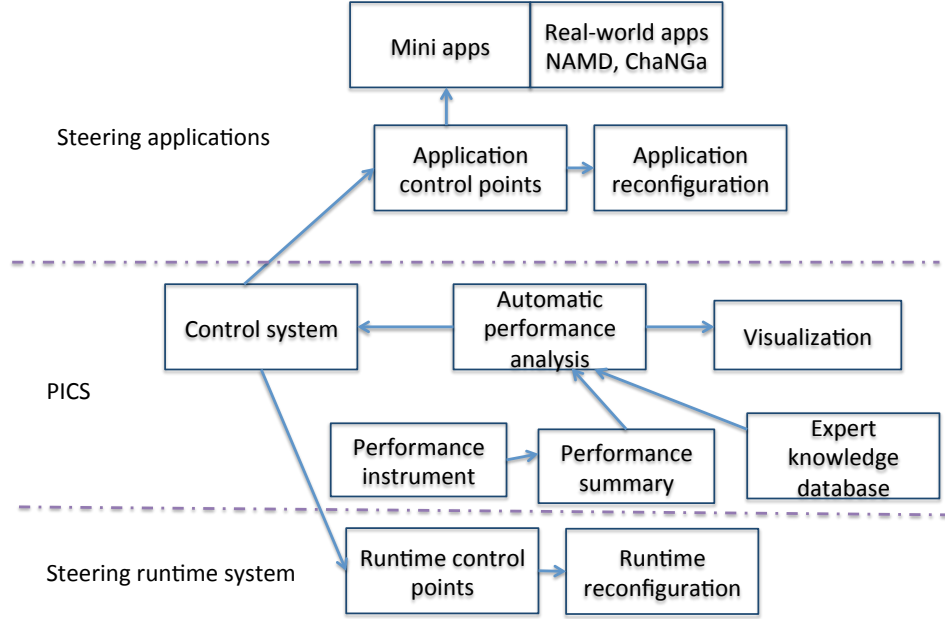 Mini apps
Real-world apps
NAMD, ChaNGa
Steering applications
Application
control points
Application
reconfiguration
Control system
Automatic
performance
analysis
Visualization
PICS
Performance
instrument
Performance
summary
Expert
knowledge
database
Steering runtime system
Runtime control
points
Runtime
reconfiguration